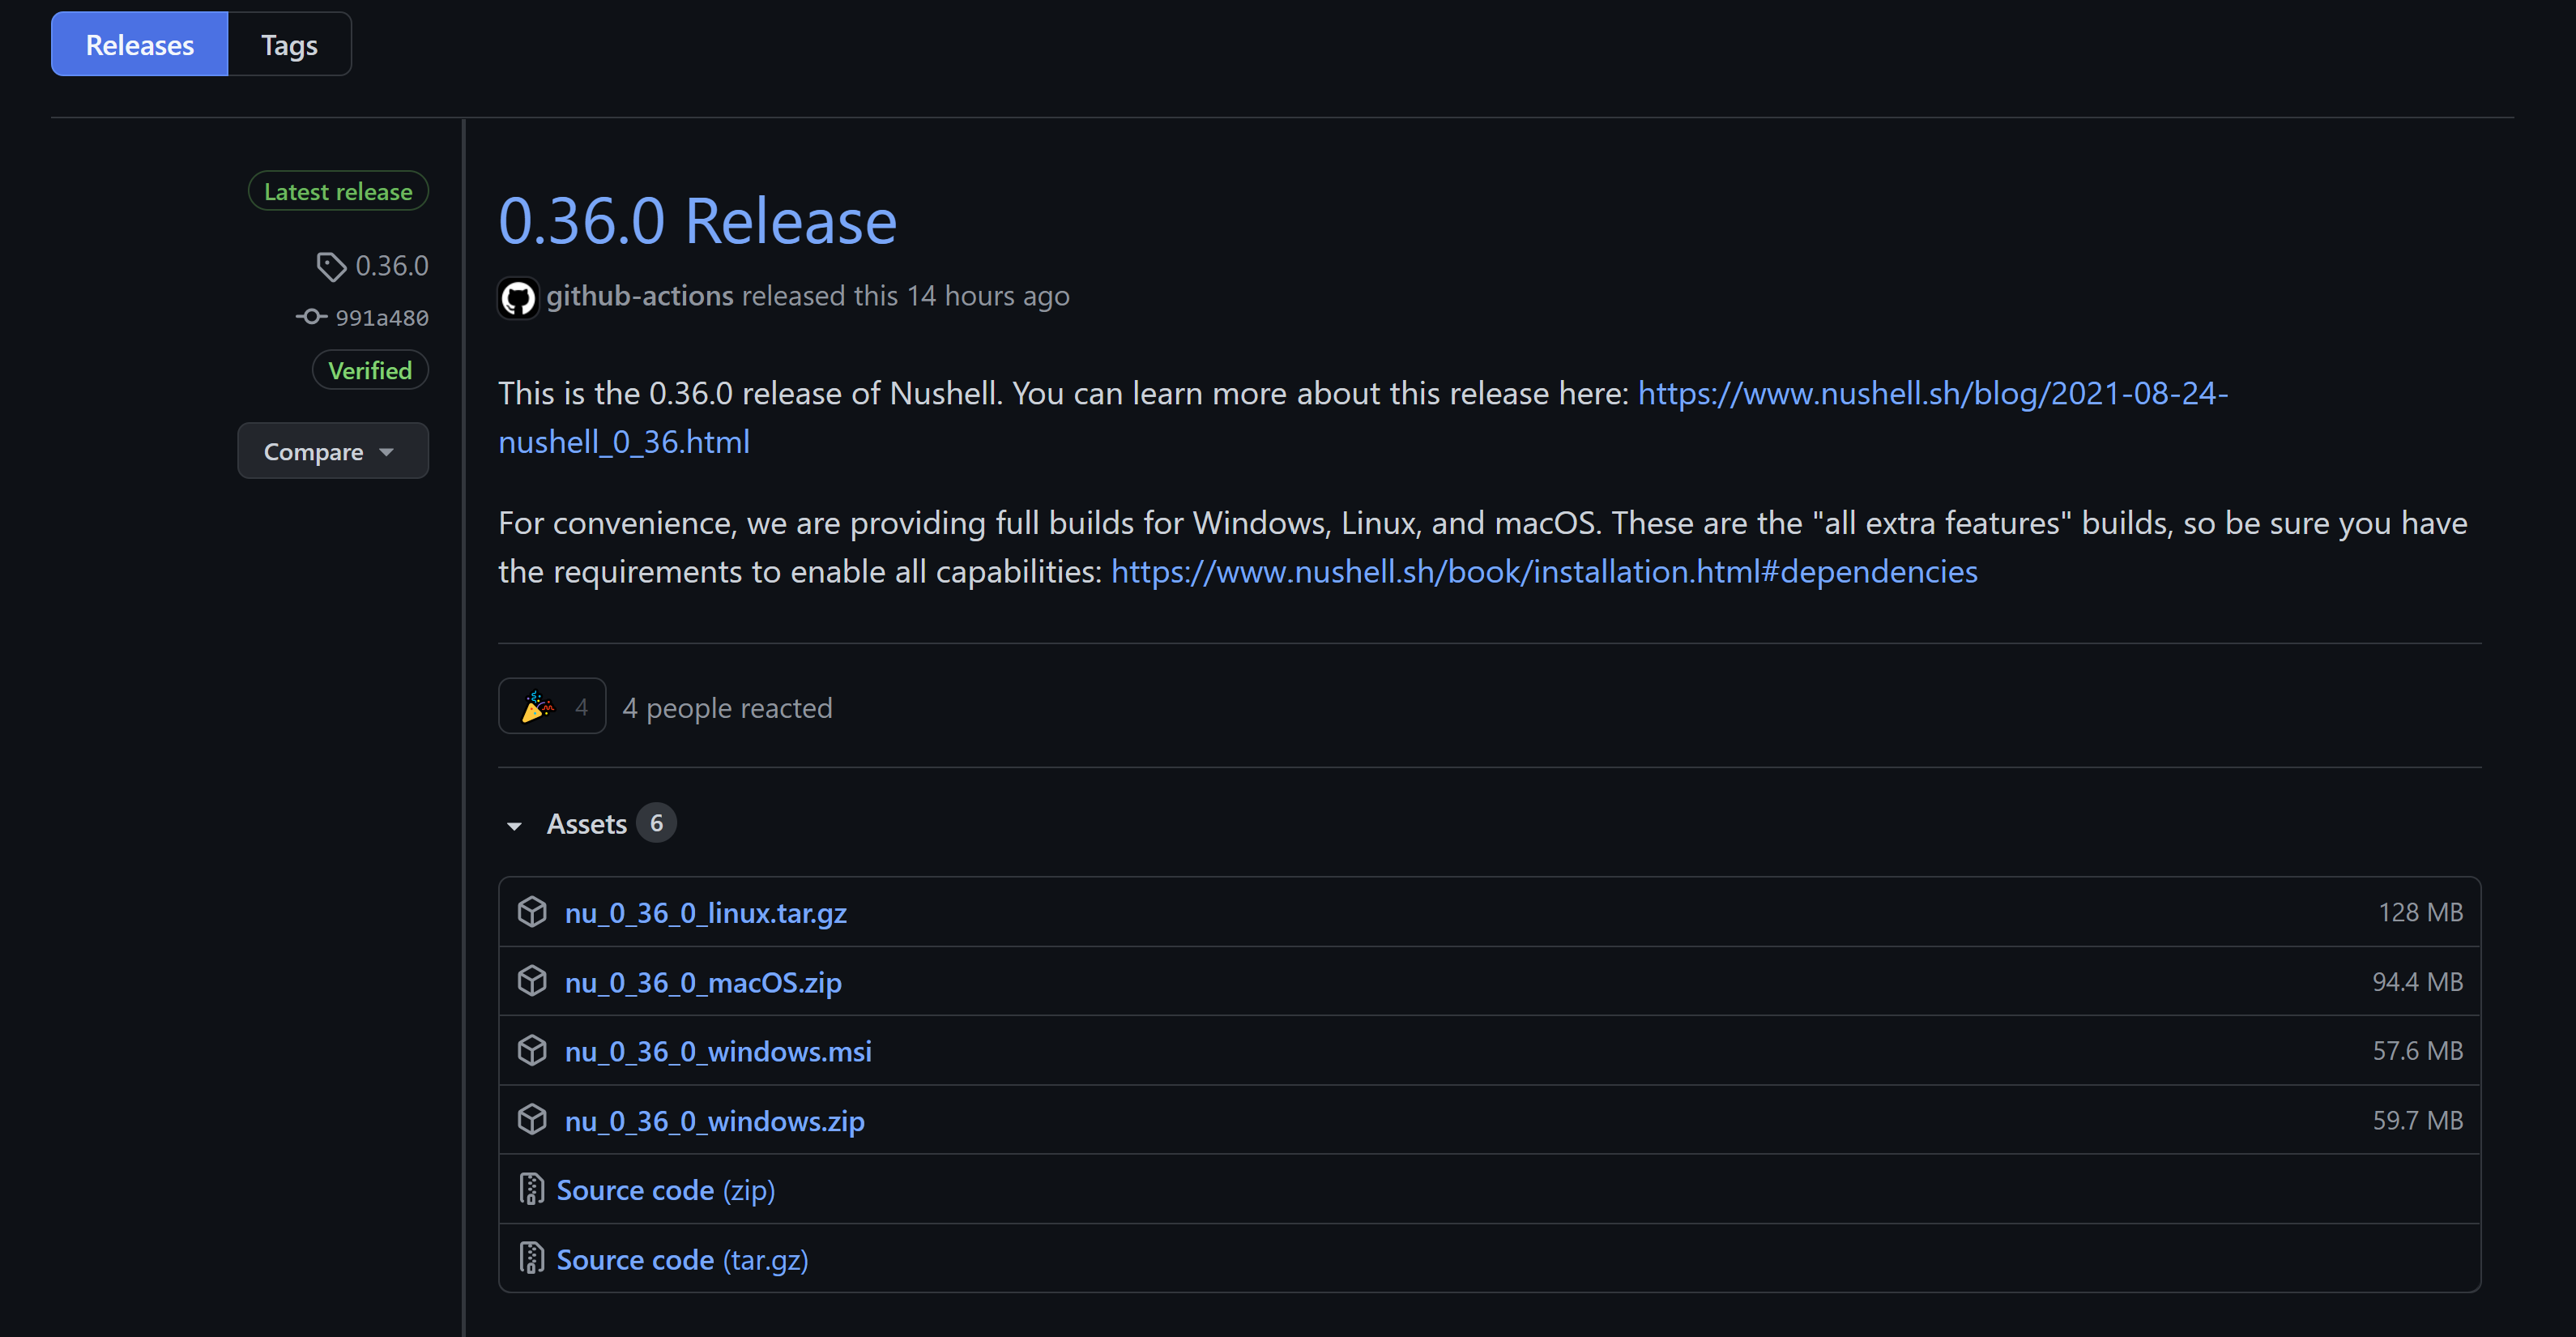 Releases
Tags
Latest release
0.36.0
991a480
Verified
Compare
0.36.0 Release
github-actions released this 14 hours ago
This is the 0.36.0 release of Nushell. You can learn more about this release here: https://www.nushell.sh/blog/2021-08-24-
nushell_0_36.html
For convenience, we are providing full builds for Windows, Linux, and macOS. These are the "all extra features" builds, so be sure you have
the requirements to enable all capabilities: https://www.nushell.sh/book/installation.html#dependencies
4 4 people reacted
Assets 6
nu_0_36_0_linux.tar.gz 128 MB
nu_0_36_0_macOS.zip 94.4 MB
nu_0_36_0_windows.msi 57.6 MB
nu_0_36_0_windows.zip 59.7 MB
Source code (zip)
Source code (tar.gz)